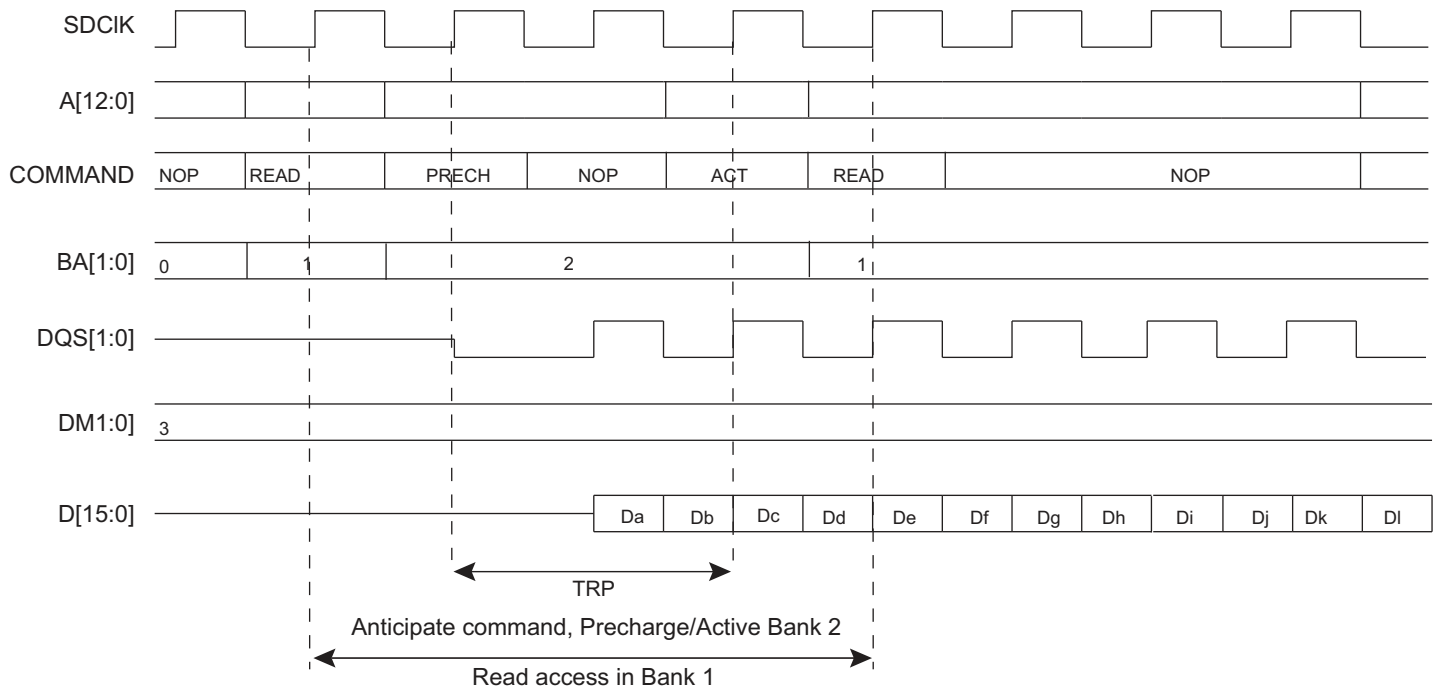 SDClK
A[12:0]
COMMAND NOP READ PRECH NOP ACT READ NOP
BA[1:0] 0 1 2 1
DQS[1:0]
DM1:0] 3
D[15:0] Da Db Dc Dd De Df Dg Dh Di Dj Dk Dl
TRP
Anticipate command, Precharge/Active Bank 2
Read access in Bank 1